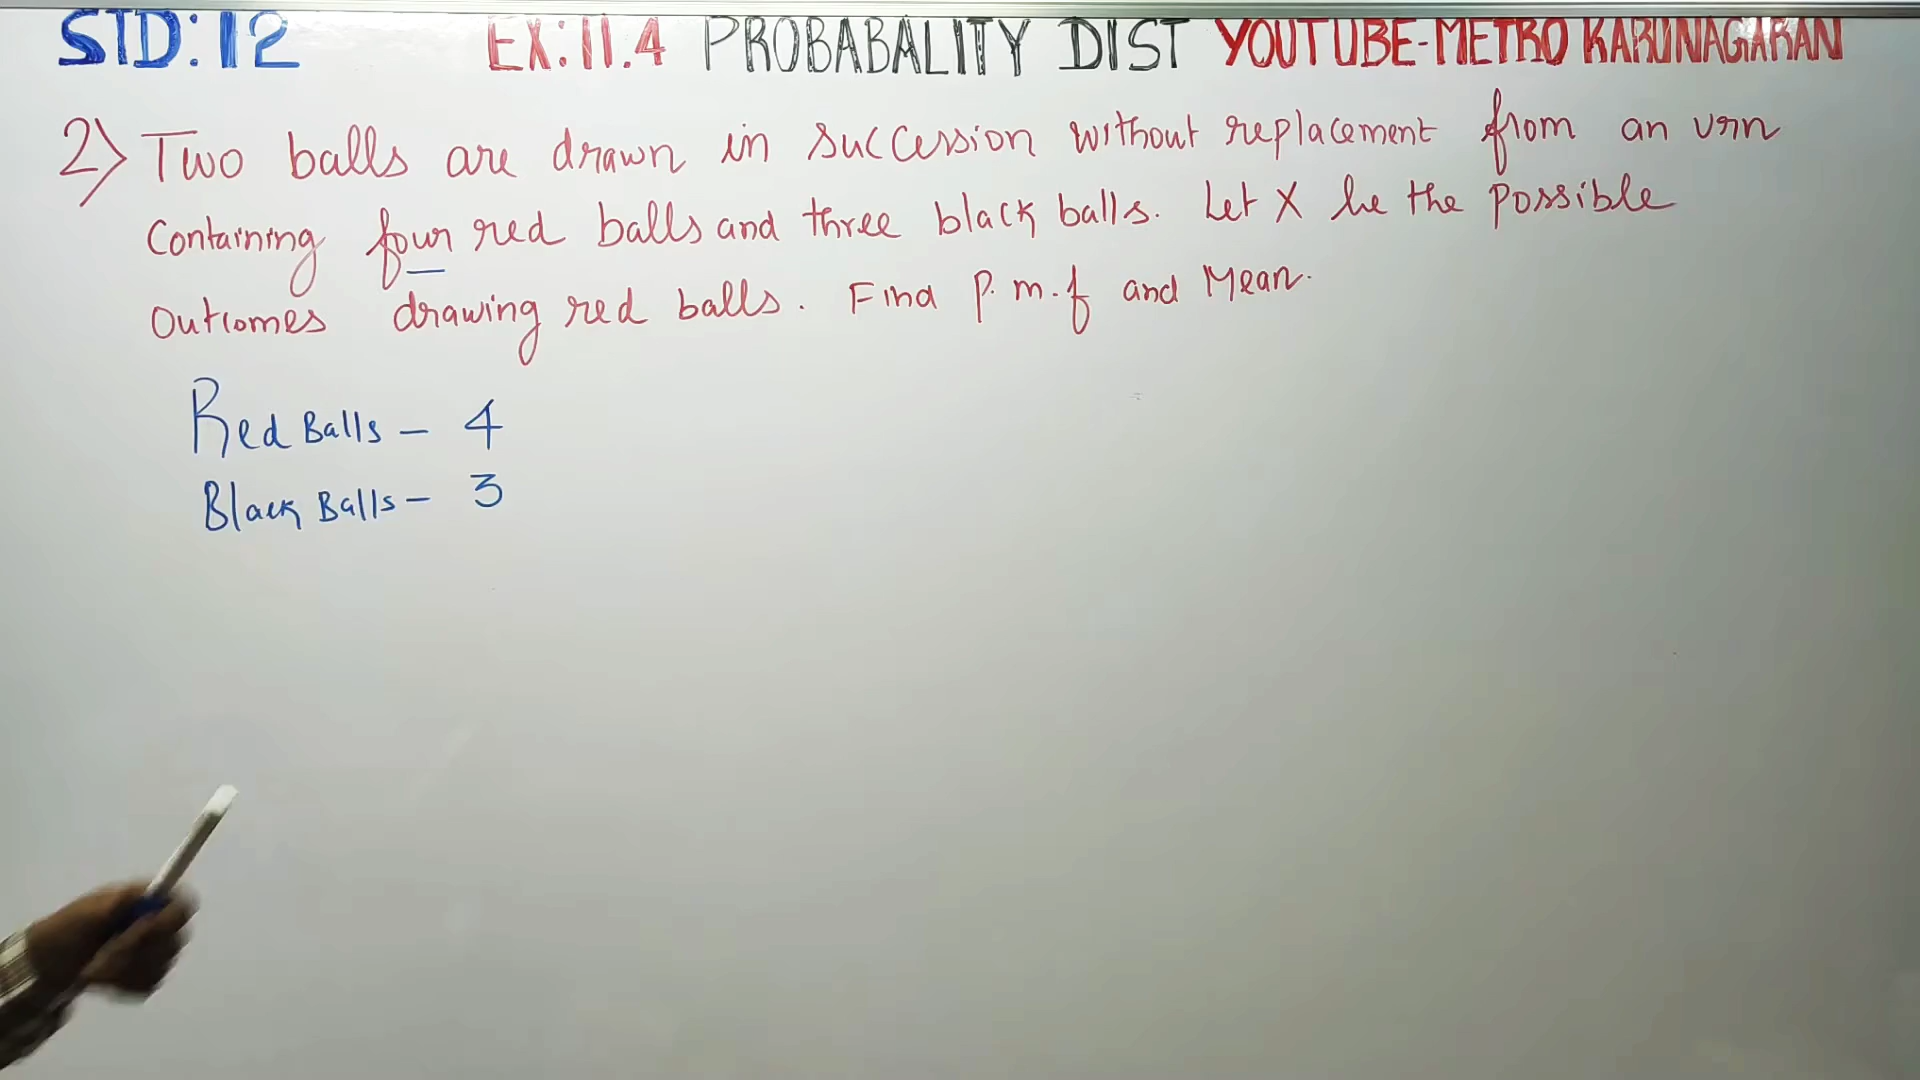 STD:12 EX:11.4 PROBABALITY DIST YOUTUBE-METRO KARUNAGARAN
2) Two balls are drawn in succession without replacement from an urn
containing four red balls and three black balls. Let X be the possible
Outcomes drawing red balls. Find p.m.f and Mean.
Red Balls - 4
Black Balls - 3